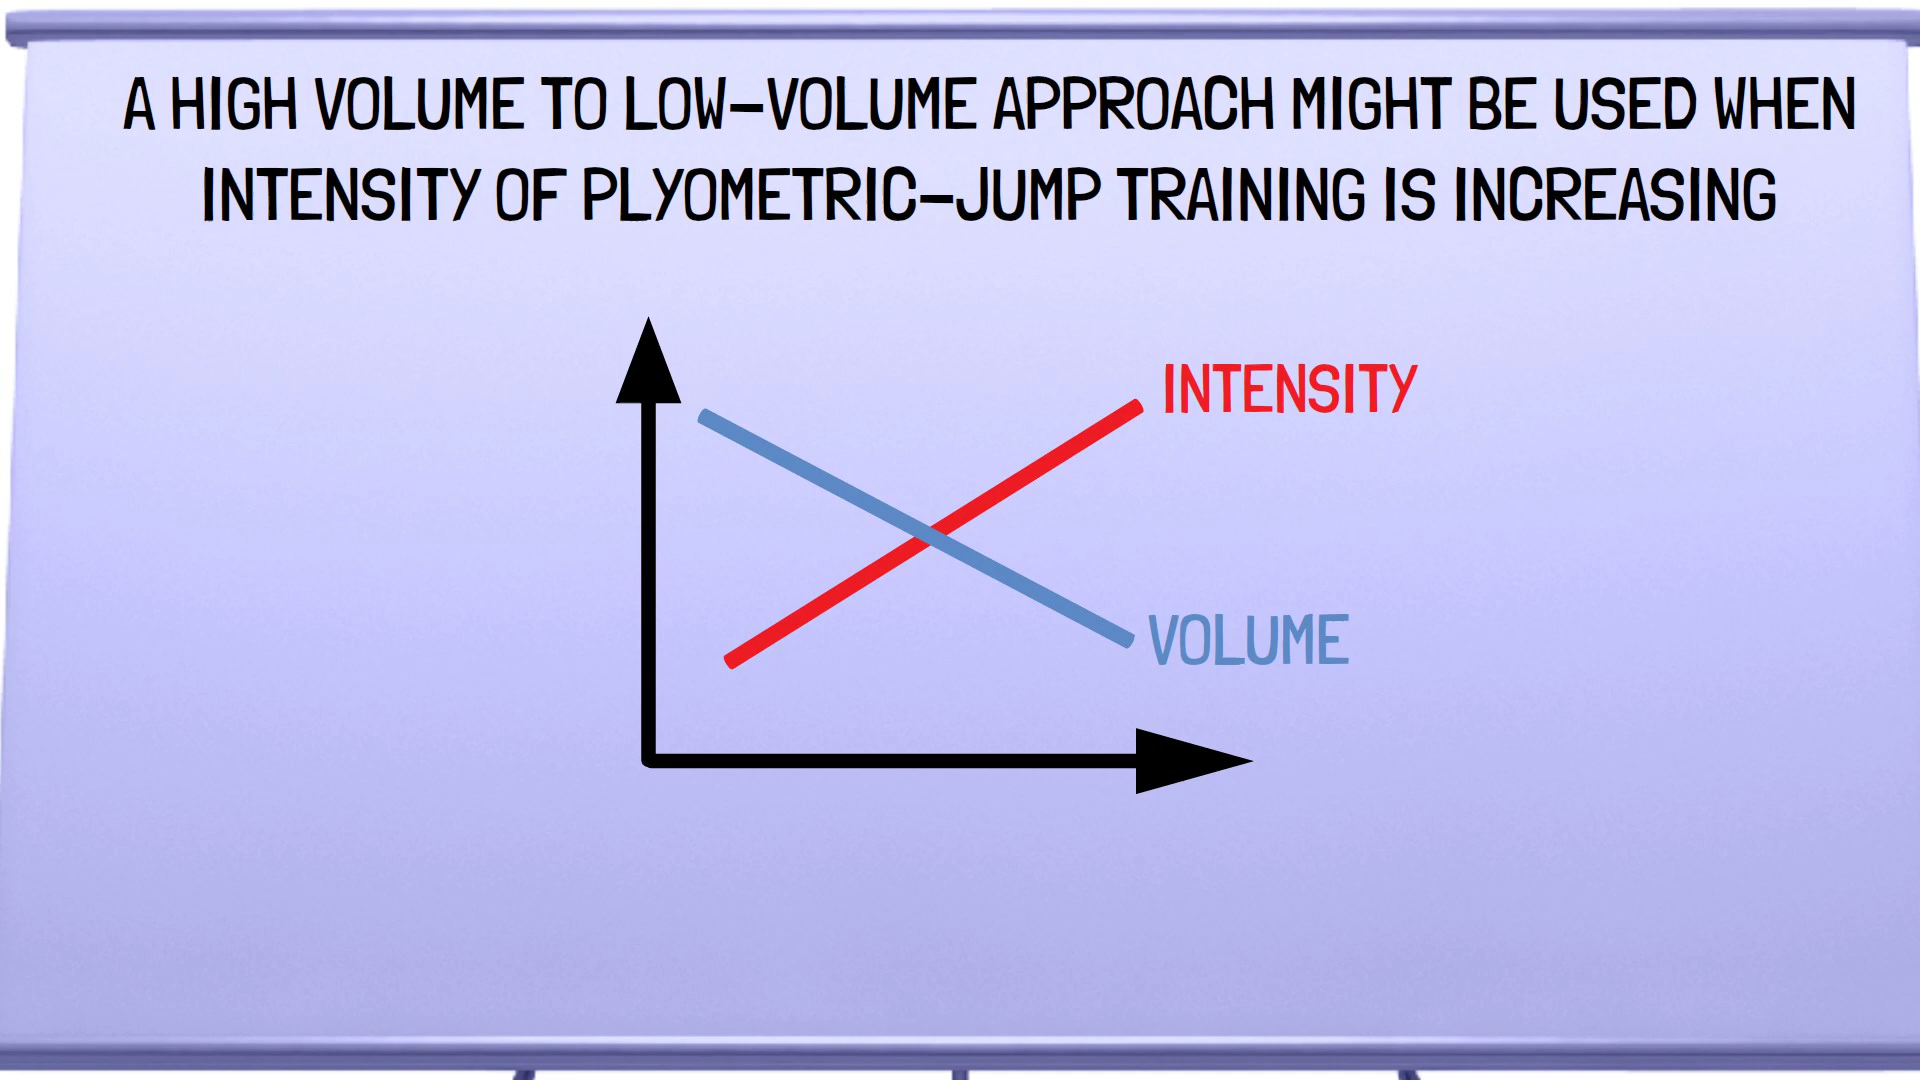 A HIGH VOLUME TO LOW-VOLUME APPROACH MIGHT BE USED WHEN
INTENSITY OF PLYOMETRIC-JUMP TRAINING IS INCREASING
INTENSITY
VOLUME